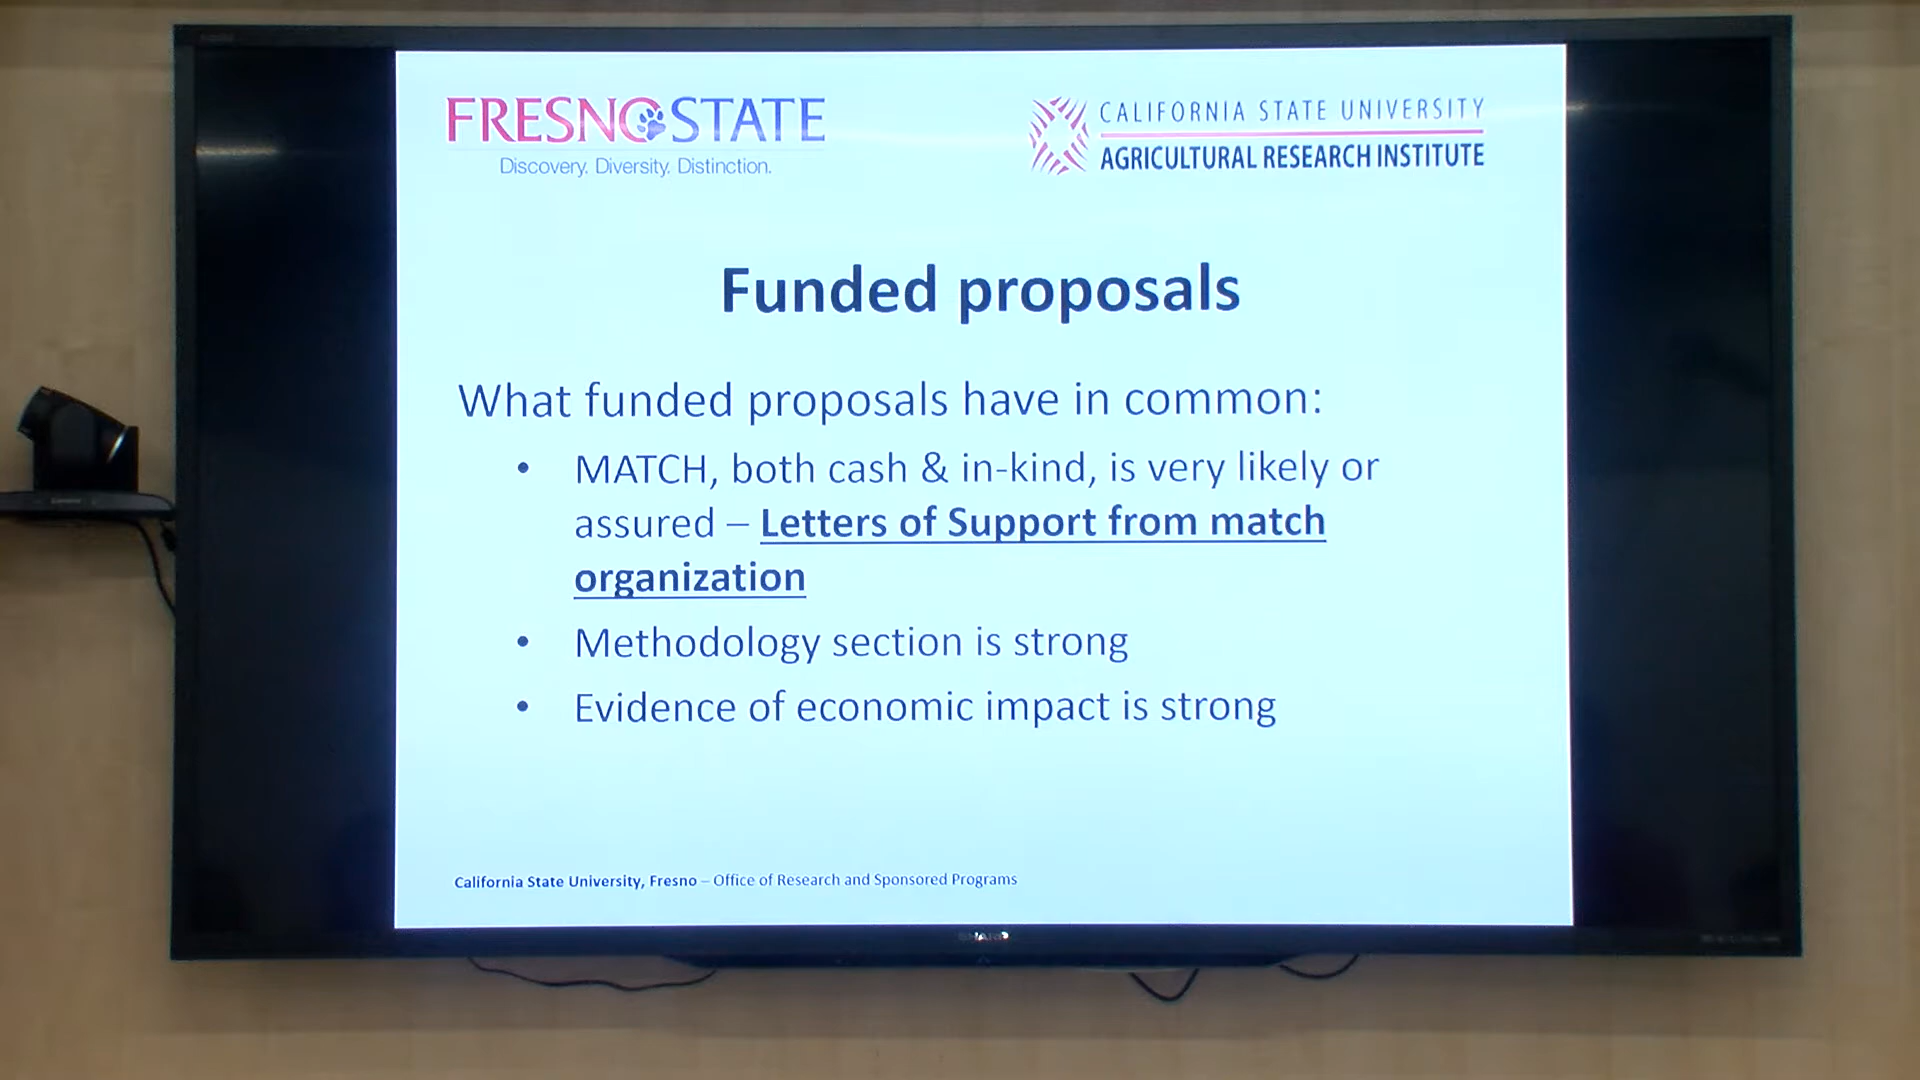 FRESNO STATE
Discovery. Diversity. Distinction.
CALIFORNIA STATE UNIVERSITY
AGRICULTURAL RESEARCH INSTITUTE
Funded proposals
What funded proposals have in common:
• MATCH, both cash & in-kind, is very likely or
assured – Letters of Support from match
organization
• Methodology section is strong
• Evidence of economic impact is strong
California State University, Fresno – Office of Research and Sponsored Programs
SHARP